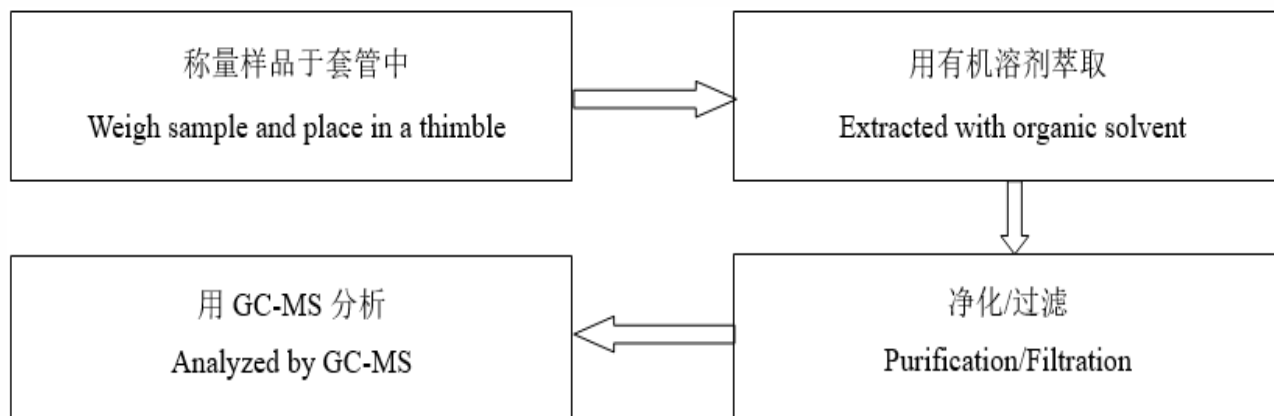 称量样品于套管中
Weigh sample and place in a thimble
用有机溶剂萃取
Extracted with organic solvent
净化/过滤
Purification/Filtration
用 GC-MS 分析
Analyzed by GC-MS